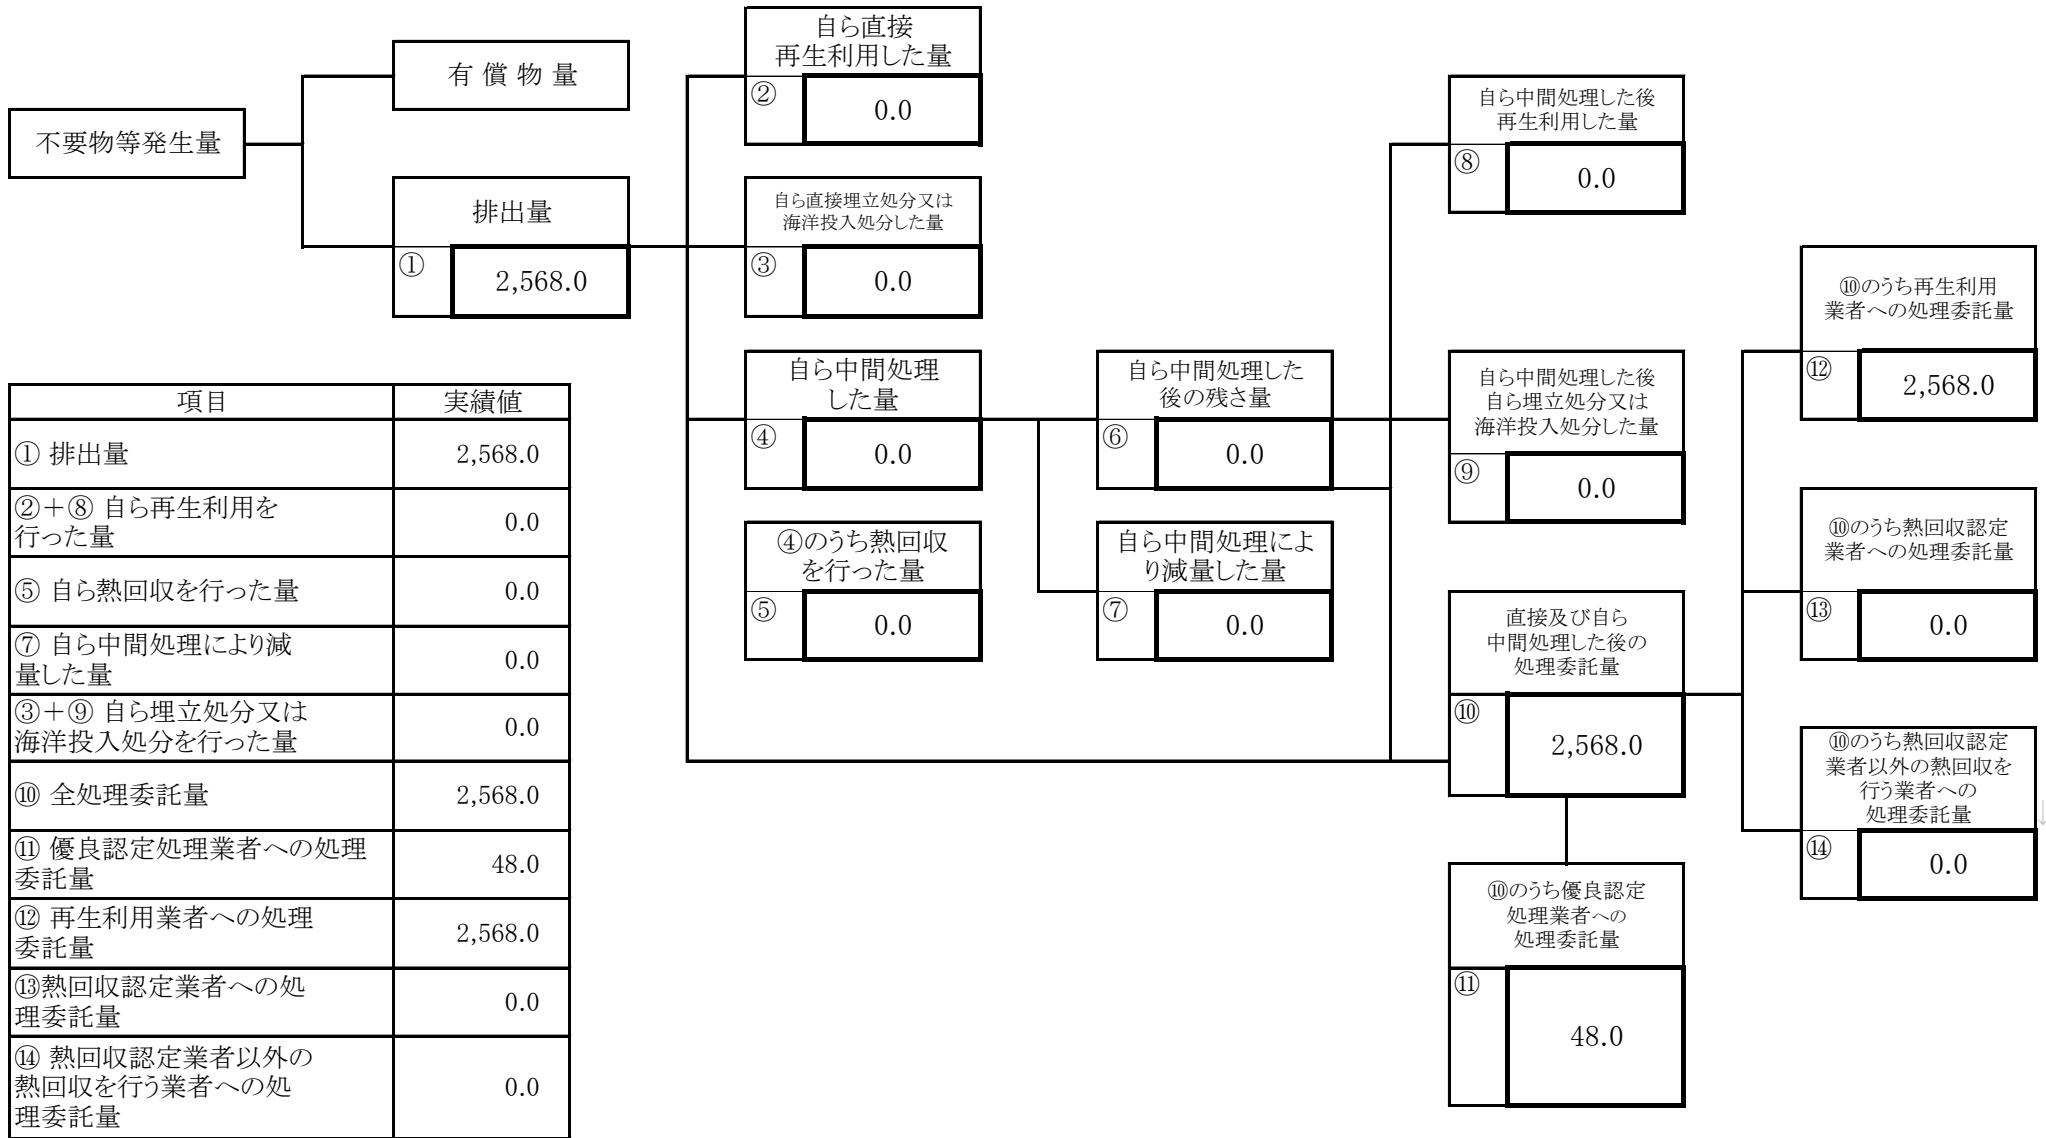 自ら直接
再生利用した量
②
0.0
有 償 物 量
不要物等発生量
排出量
①
2,568.0
自ら直接埋立処分又は
海洋投入処分した量
③
0.0
自ら中間処理
した量
④
0.0
④のうち熱回収
を行った量
⑤
0.0
自ら中間処理した
後の残さ量
⑥
0.0
自ら中間処理によ
り減量した量
⑦
0.0
自ら中間処理した後
再生利用した量
⑧
0.0
自ら中間処理した後
自ら埋立処分又は
海洋投入処分した量
⑨
0.0
直接及び自ら
中間処理した後の
処理委託量
⑩
2,568.0
⑩のうち優良認定
処理業者への
処理委託量
⑪
48.0
⑩のうち再生利用
業者への処理委託量
⑫
2,568.0
⑩のうち熱回収認定
業者への処理委託量
⑬
0.0
⑩のうち熱回収認定
業者以外の熱回収を
行う業者への
処理委託量
⑭
0.0
↓
項目 実績値
① 排出量 2,568.0
②＋⑧ 自ら再生利用を
行った量 0.0
⑤ 自ら熱回収を行った量 0.0
⑦ 自ら中間処理により減
量した量 0.0
③＋⑨ 自ら埋立処分又は
海洋投入処分を行った量 0.0
⑩ 全処理委託量 2,568.0
⑪ 優良認定処理業者への処理
委託量 48.0
⑫ 再生利用業者への処理
委託量 2,568.0
⑬熱回収認定業者への処
理委託量 0.0
⑭ 熱回収認定業者以外の
熱回収を行う業者への処
理委託量 0.0